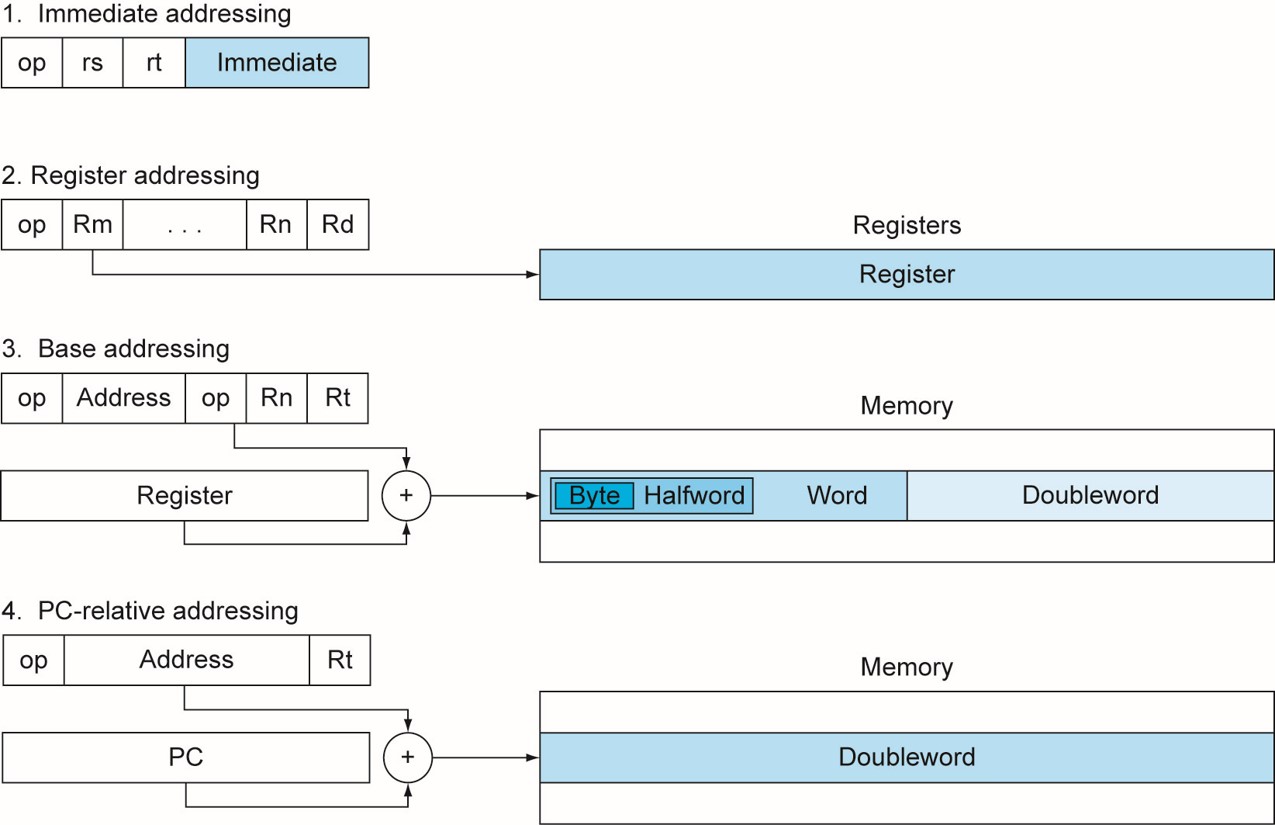 1. Immediate addressing
op rs rt Immediate
2. Register addressing
op Rm . . . Rn Rd
Registers
Register
3. Base addressing
op Address op Rn Rt
Memory
Register + Byte Halfword Word Doubleword
4. PC-relative addressing
op Address Rt
Memory
PC + Doubleword